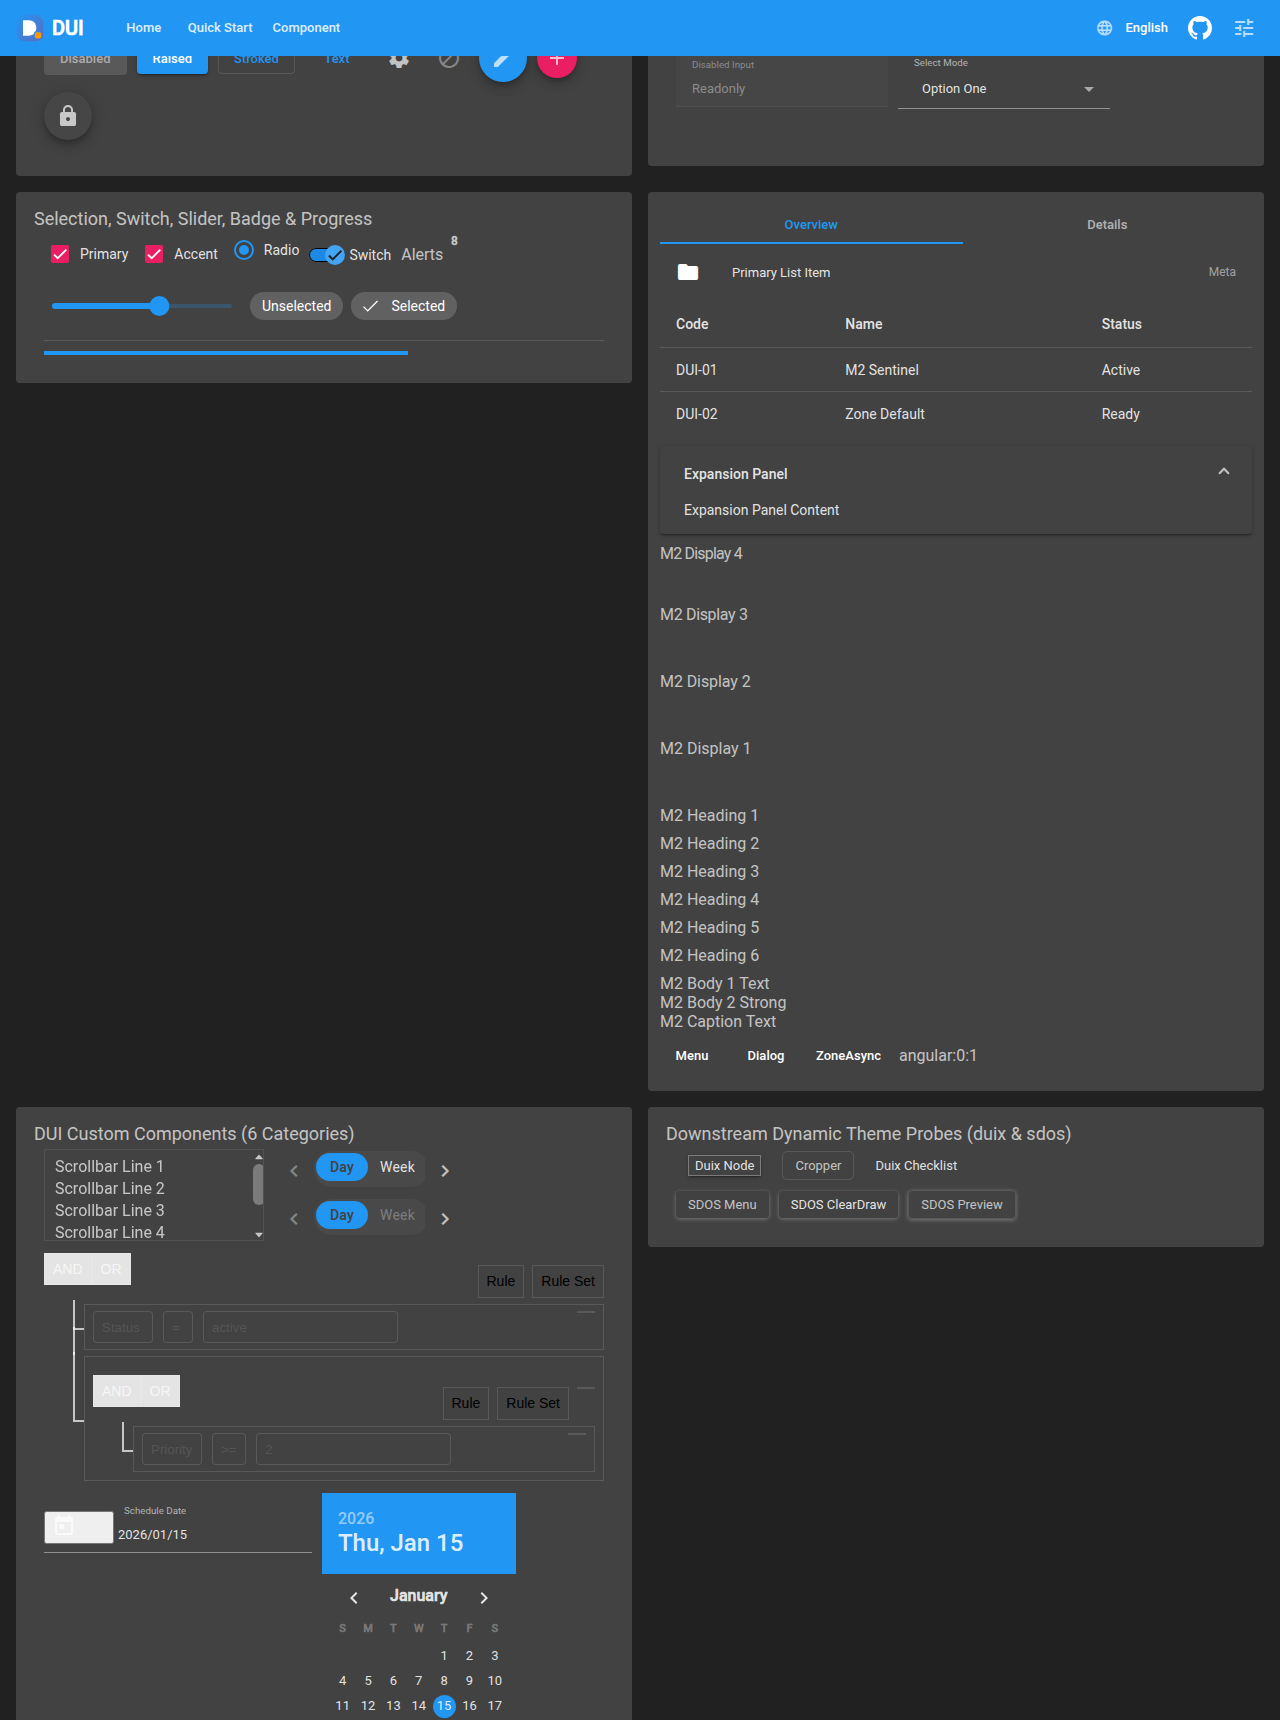 DUI Home Quick Start Component English
Disabled Raised Stroked Text
Disabled Input
Readonly
Select Mode
Option One
Selection, Switch, Slider, Badge & Progress
Primary Accent Radio Switch Alerts 8
Unselected Selected
Overview Details
Primary List Item Meta
Code Name Status
DUI-01 M2 Sentinel Active
DUI-02 Zone Default Ready
Expansion Panel
Expansion Panel Content
M2 Display 4
M2 Display 3
M2 Display 2
M2 Display 1
M2 Heading 1
M2 Heading 2
M2 Heading 3
M2 Heading 4
M2 Heading 5
M2 Heading 6
M2 Body 1 Text
M2 Body 2 Strong
M2 Caption Text
Menu Dialog ZoneAsync angular:0:1
DUI Custom Components (6 Categories)
Scrollbar Line 1
Scrollbar Line 2
Scrollbar Line 3
Scrollbar Line 4
Day Week
Day Week
AND OR
Rule Rule Set
Status = active
AND OR
Rule Rule Set
Priority >= 2
Schedule Date
2026/01/15
2026
Thu, Jan 15
January
S M T W T F S
1 2 3
4 5 6 7 8 9 10
11 12 13 14 15 16 17
Downstream Dynamic Theme Probes (duix & sdos)
Duix Node Cropper Duix Checklist
SDOS Menu SDOS ClearDraw SDOS Preview